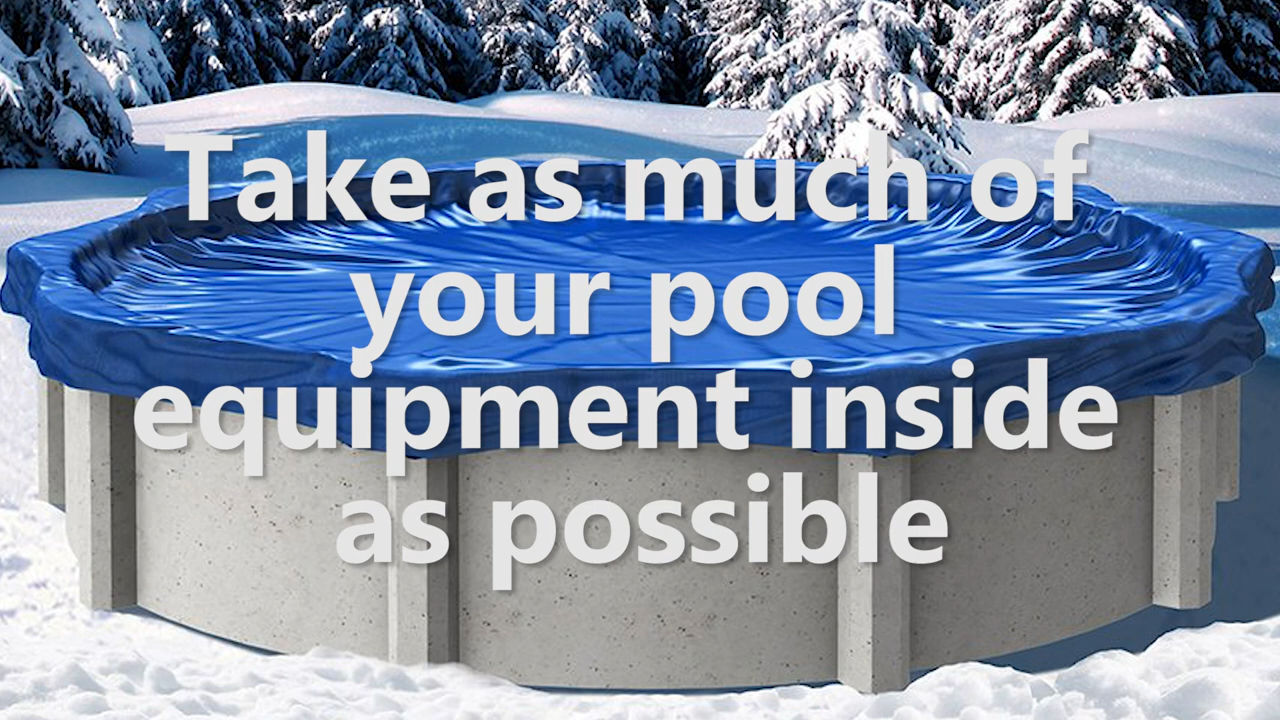 Take as much of
your pool
equipment inside
as possible